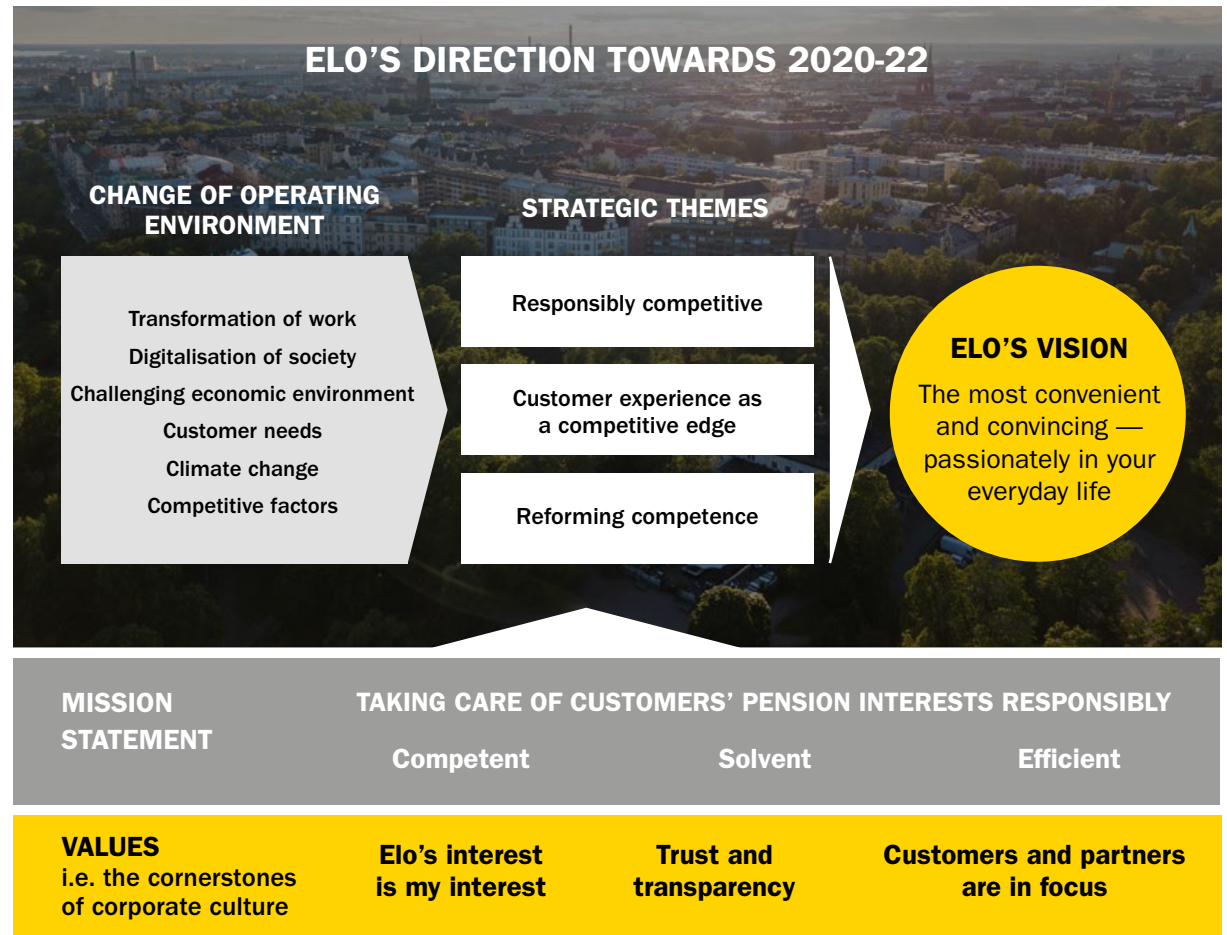 ELO’S DIRECTION TOWARDS 2020-22
CHANGE OF OPERATING
ENVIRONMENT
Transformation of work
Digitalisation of society
Challenging economic environment
Customer needs
Climate change
Competitive factors
STRATEGIC THEMES
Responsibly competitive
Customer experience as
a competitive edge
Reforming competence
ELO’S VISION
The most convenient
and convincing —
passionately in your
everyday life
MISSION
STATEMENT
TAKING CARE OF CUSTOMERS’ PENSION INTERESTS RESPONSIBLY
Competent
Solvent
Efficient
VALUES
i.e. the cornerstones
of corporate culture
Elo’s interest
is my interest
Trust and
transparency
Customers and partners
are in focus